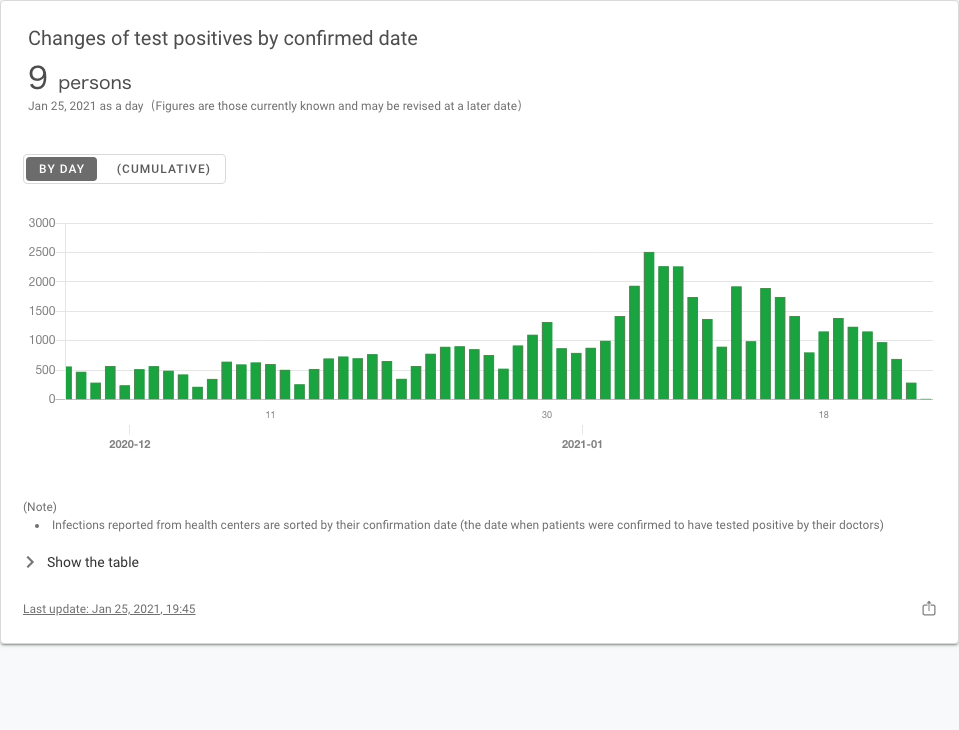 Changes of test positives by confirmed date
9 persons
Jan 25, 2021 as a day (Figures are those currently known and may be revised at a later date)
BY DAY (CUMULATIVE)
3000
2500
2000
1500
1000
500
0
11 30 18
2020-12 2021-01
(Note)
• Infections reported from health centers are sorted by their confirmation date (the date when patients were confirmed to have tested positive by their doctors)
Show the table
Last update: Jan 25, 2021, 19:45